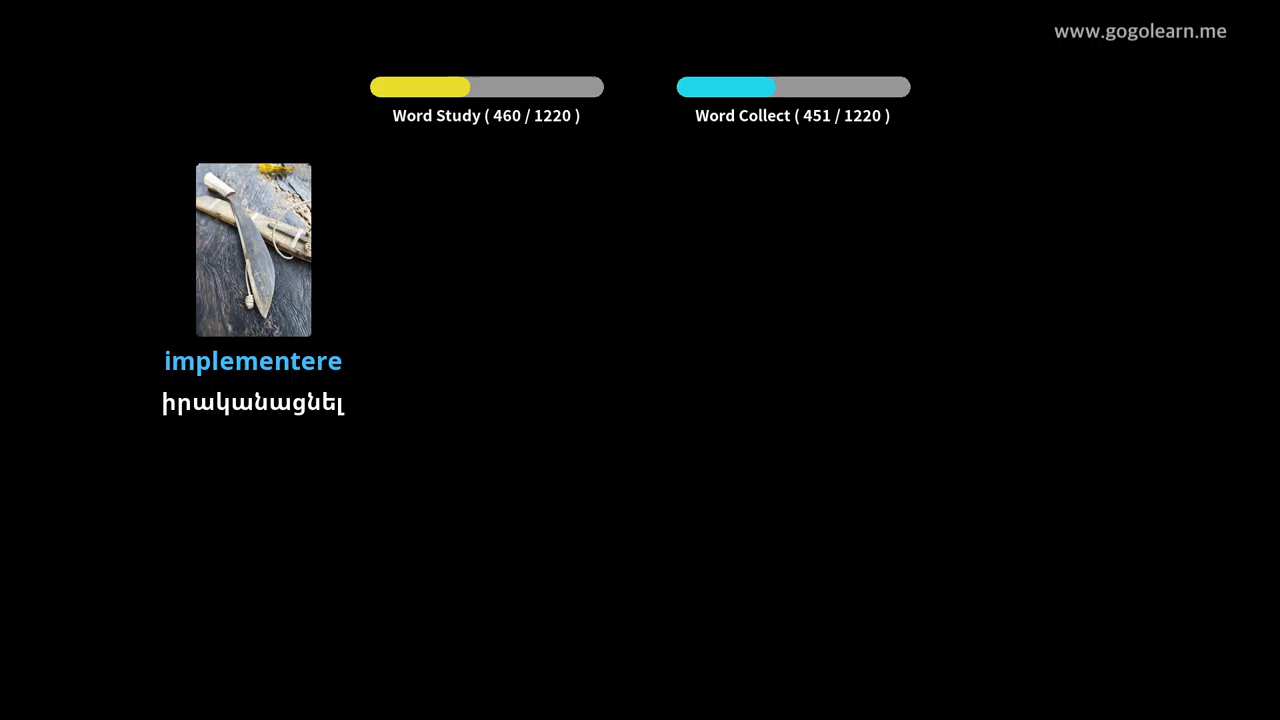 www.gogolearn.me
Word Study ( 460 / 1220 )
Word Collect ( 451 / 1220 )
implementere
իրականացնել